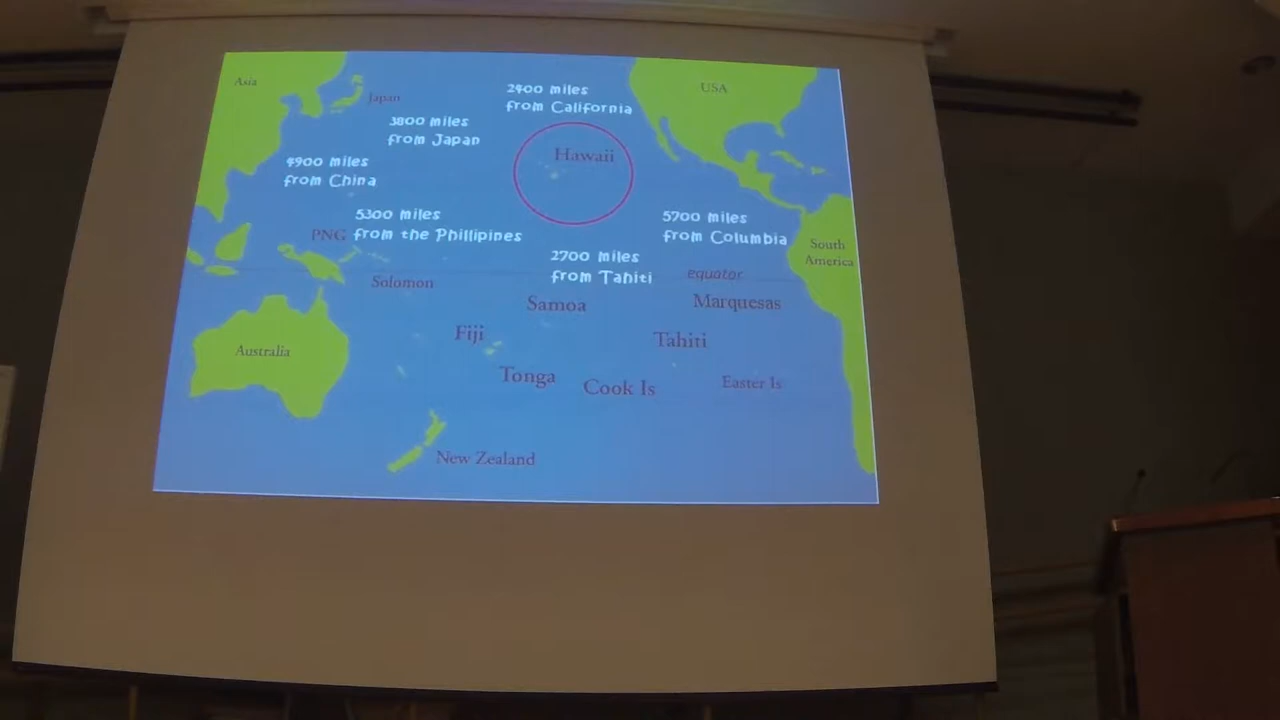 Asia
Japan
2400 miles
from California
USA
3800 miles
from Japan
Hawaii
4900 miles
from China
5300 miles
from the Phillipines
PNG
5700 miles
from Columbia
South
America
2700 miles
from Tahiti
equator
Solomon
Samoa
Marquesas
Fiji
Tahiti
Australia
Tonga
Cook Is
Easter Is
New Zealand